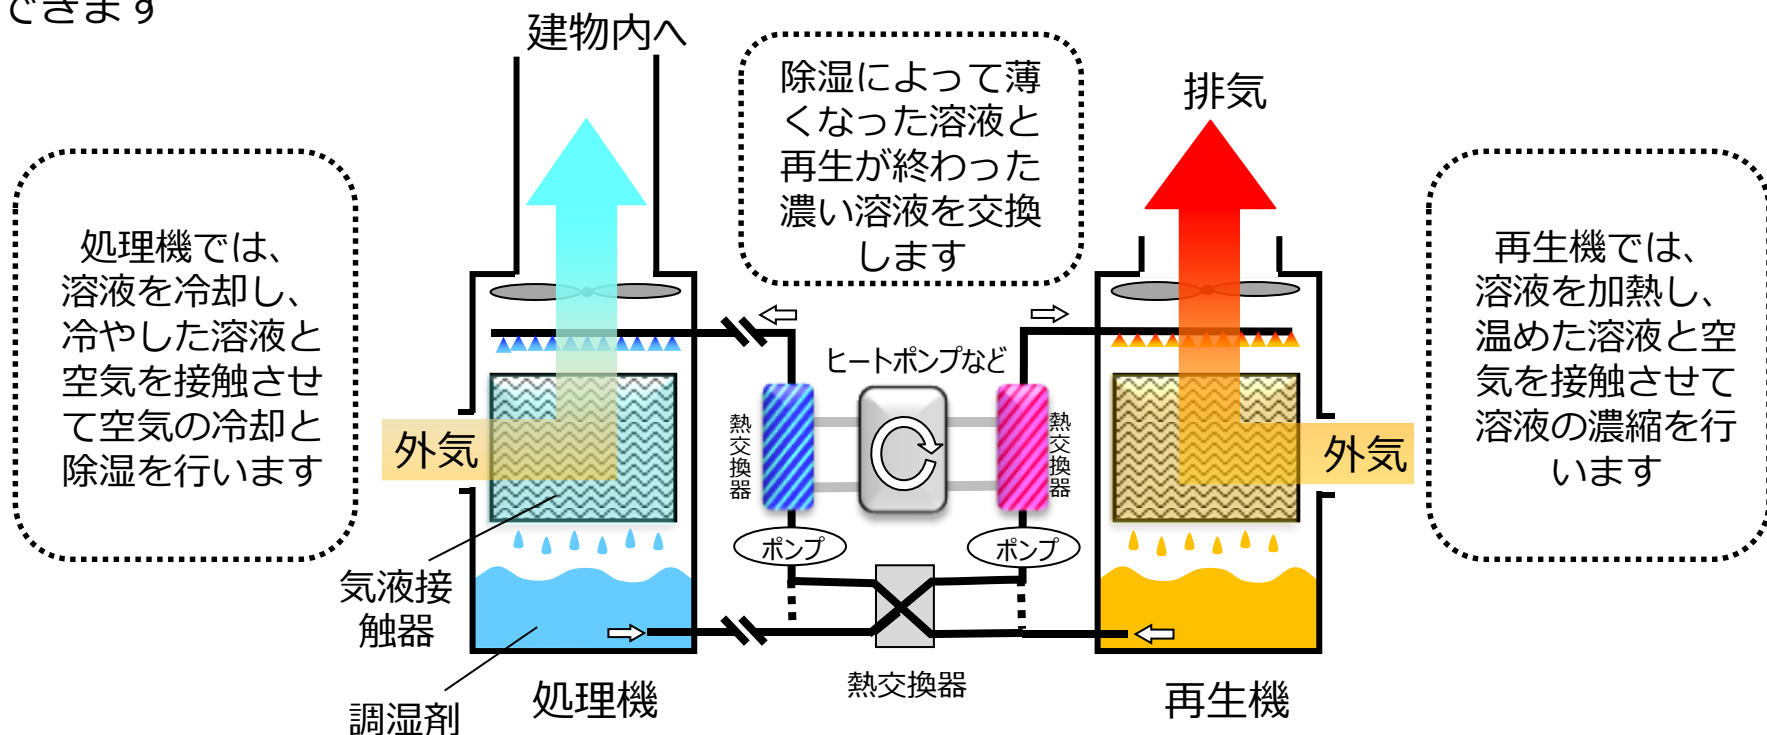 できます
建物内へ
除湿によって薄
くなった溶液と
再生が終わった
濃い溶液を交換
します
排気
処理機では、
溶液を冷却し、
冷やした溶液と
空気を接触させ
て空気の冷却と
除湿を行います
再生機では、
溶液を加熱し、
温めた溶液と空
気を接触させて
溶液の濃縮を行
います
ヒートポンプなど
熱交換器
熱交換器
外気
外気
ポンプ
ポンプ
気液接
触器
熱交換器
処理機
再生機
調湿剤